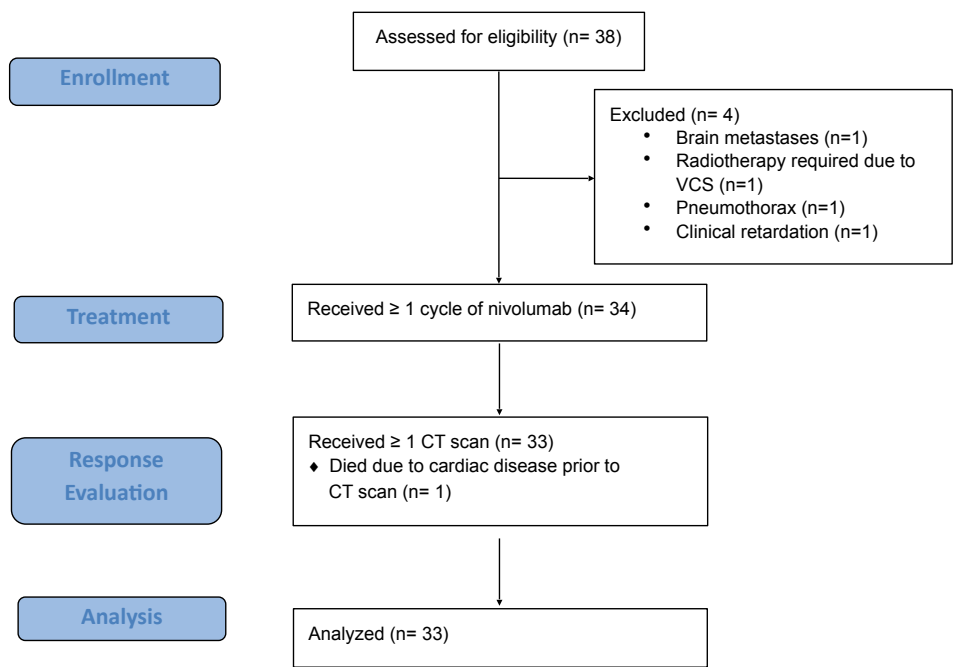 Assessed for eligibility (n= 38)
Enrollment
Excluded (n= 4)
• Brain metastases (n=1)
• Radiotherapy required due to
VCS (n=1)
• Pneumothorax (n=1)
• Clinical retardation (n=1)
Treatment
Received ≥ 1 cycle of nivolumab (n= 34)
Response
Evaluation
Received ≥ 1 CT scan (n= 33)
♦ Died due to cardiac disease prior to
CT scan (n= 1)
Analysis
Analyzed (n= 33)